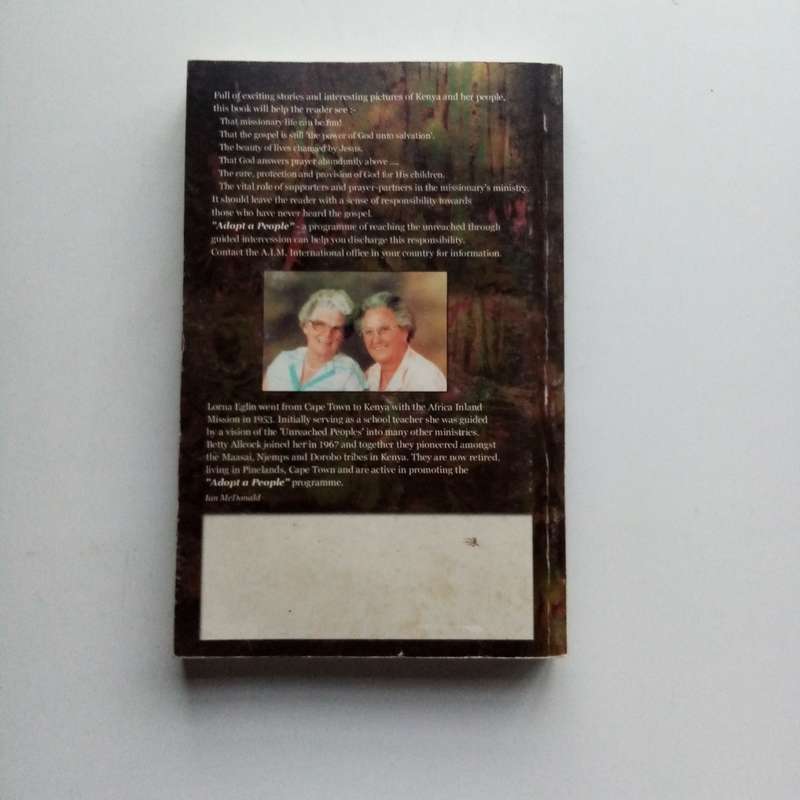 Full of exciting stories and interesting pictures of Kenya and her people,
this book will help the reader see :-
That missionary life can be fun!
That the gospel is still 'the power of God unto salvation'.
The beauty of lives changed by Jesus.
That God answers prayer abundantly above ....
The care, protection and provision of God for His children.
The vital role of supporters and prayer-partners in the missionary's ministry.
It should leave the reader with a sense of responsibility towards
those who have never heard the gospel.
"Adopt a People" - a programme of reaching the unreached through
guided intercession can help you discharge this responsibility.
Contact the A.I.M. International office in your country for information.
Lorna Eglin went from Cape Town to Kenya with the Africa Inland
Mission in 1953. Initially serving as a school teacher she was guided
by a vision of the 'Unreached Peoples' into many other ministries.
Betty Allcock joined her in 1967 and together they pioneered amongst
the Maasai, Njemps and Dorobo tribes in Kenya. They are now retired,
living in Pinelands, Cape Town and are active in promoting the
"Adopt a People" programme.
Ian McDonald